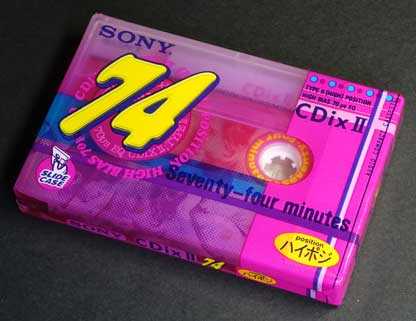 SONY
74
TYPE II (HIGH) POSITION
HIGH BIAS 70 μs EQ
CDix II
Seventy-four minutes
SLIDE
CASE
position
ハイポジ
SONY
CDix II 74
ハイポジ